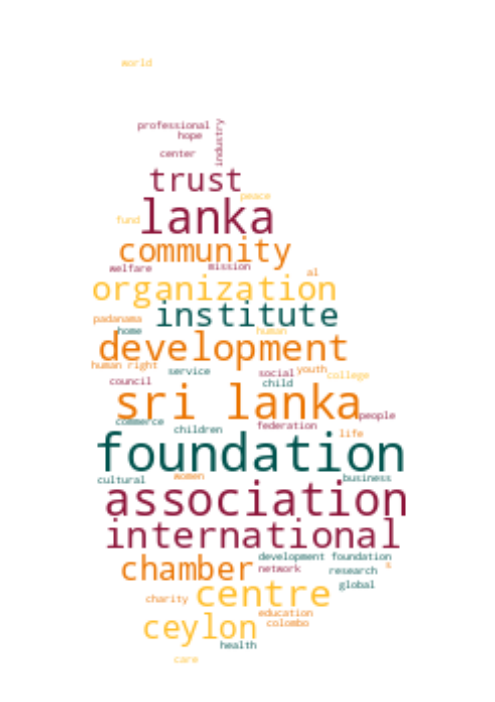 world
professional
hope
industry
center
trust
peace
lanka
fund
community
welfare
mission
al
organization
institute
padanama
home
human
development
human right
service
social
youth
college
council
child
sri lanka
people
commerce
children
federation
life
foundation
cultural
women
business
association
international
chamber
development foundation
s
network
research
global
centre
charity
education
ceylon
colombo
health
care